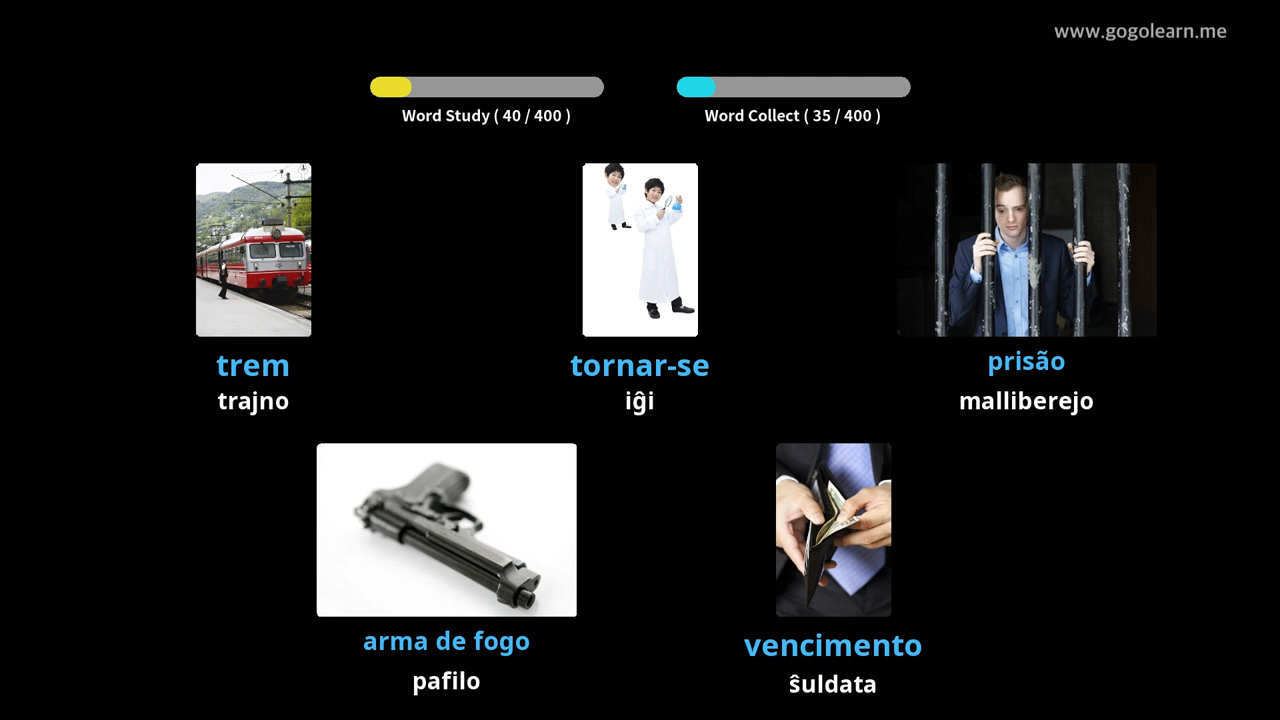 www.gogolearn.me
Word Study ( 40 / 400 )
Word Collect ( 35 / 400 )
trem
trajno
tornar-se
iĝi
prisão
malliberejo
arma de fogo
pafilo
vencimento
ŝuldata